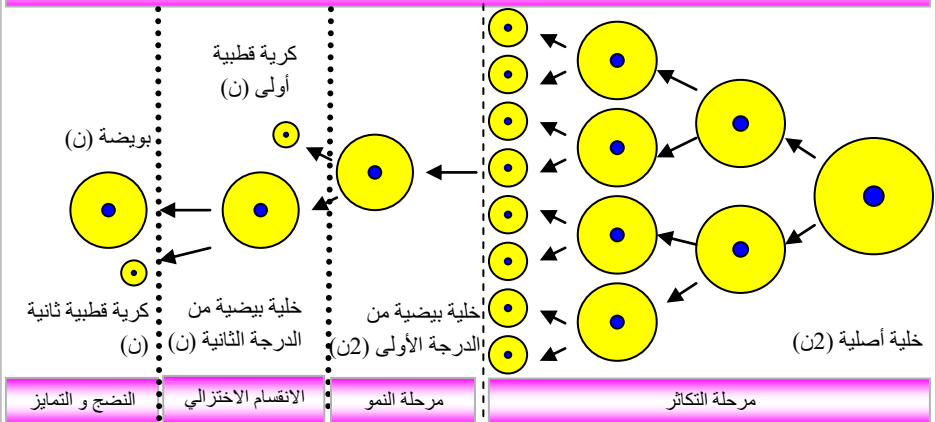 كرية قطبية
أولى (ن)
بويضة (ن)
خلية أصلية (2ن)
خلية بيضية من
الدرجة الأولى (2ن)
خلية بيضية من
الدرجة الثانية (ن)
كرية قطبية ثانية
(ن)
مرحلة التكاثر
مرحلة النمو
الانقسام الاختزالي
النضج و التمايز